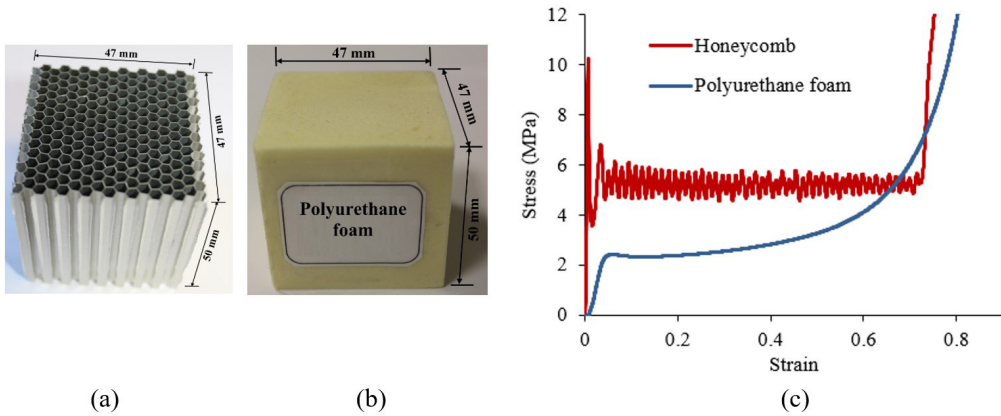 47 mm
47 mm
50 mm
(a)
47 mm
47 mm
50 mm
Polyurethane
foam
(b)
Stress (MPa)
12
10
8
6
4
2
0
Honeycomb
Polyurethane foam
0
0.2
0.4
0.6
0.8
Strain
(c)